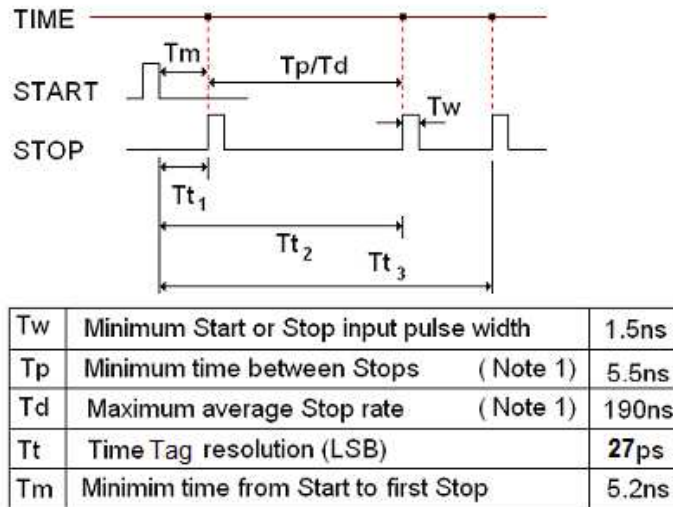 TIME
Tm
Tp/Td
START
Tw
STOP
Tt1
Tt2
Tt3
Tw Minimum Start or Stop input pulse width 1.5ns
Tp Minimum time between Stops ( Note 1) 5.5ns
Td Maximum average Stop rate ( Note 1) 190ns
Tt Time Tag resolution (LSB) 27ps
Tm Minimim time from Start to first Stop 5.2ns